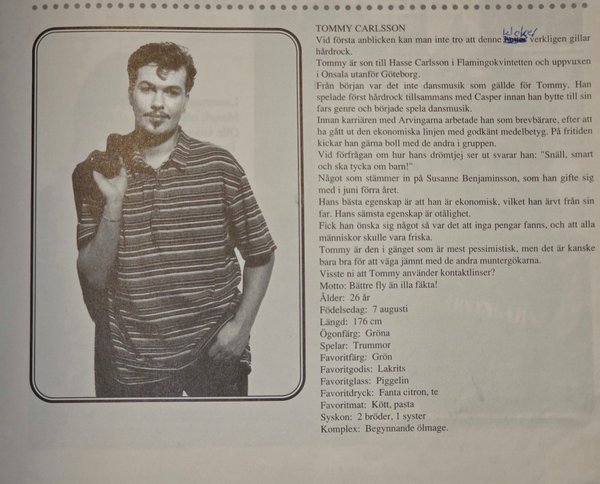 TOMMY CARLSSON
Vid första anblicken kan man inte tro att denne kloker verkligen gillar
hårdrock.
Tommy är son till Hasse Carlsson i Flamingokvintetten och uppvuxen
i Onsala utanför Göteborg.
Från början var det inte dansmusik som gällde för Tommy. Han
spelade först hårdrock tillsammans med Casper innan han bytte till sin
fars genre och började spela dansmusik.
Innan karriären med Arvingarna arbetade han som brevbärare, efter att
ha gått ut den ekonomiska linjen med godkänt medelbetyg. På fritiden
kickar han gärna boll med de andra i gruppen.
Vid förfrågan om hur hans drömtjej ser ut svarar han: "Snäll, smart
och ska tycka om barn!"
Något som stämmer in på Susanne Benjaminsson, som han gifte sig
med i juni förra året.
Hans bästa egenskap är att han är ekonomisk, vilket han ärvt från sin
far. Hans sämsta egenskap är otålighet.
Fick han önska sig något så var det att inga pengar fanns, och att alla
människor skulle vara friska.
Tommy är den i gänget som är mest pessimistisk, men det är kanske
bara bra för att väga jämnt med de andra muntergökarna.
Visste ni att Tommy använder kontaktlinser?
Motto: Bättre fly än illa fäkta!
Ålder: 26 år
Födelsedag: 7 augusti
Längd: 176 cm
Ögonfärg: Gröna
Spelar: Trummor
Favoritfärg: Grön
Favoritgodis: Lakrits
Favoritglass: Piggelin
Favoritdryck: Fanta citron, te
Favoritmat: Kött, pasta
Syskon: 2 bröder, 1 syster
Komplex: Begynnande ölmage.